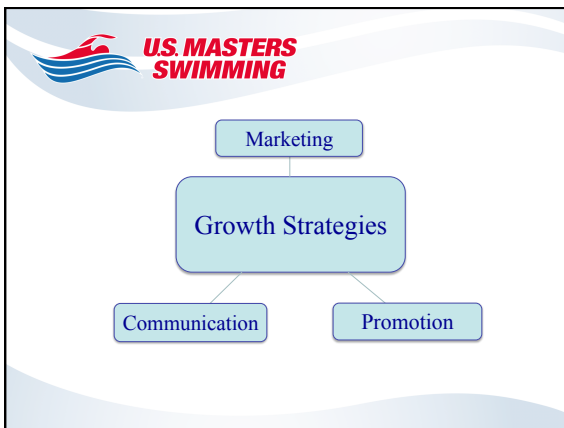 U.S. MASTERS
SWIMMING
Marketing
Growth Strategies
Communication
Promotion